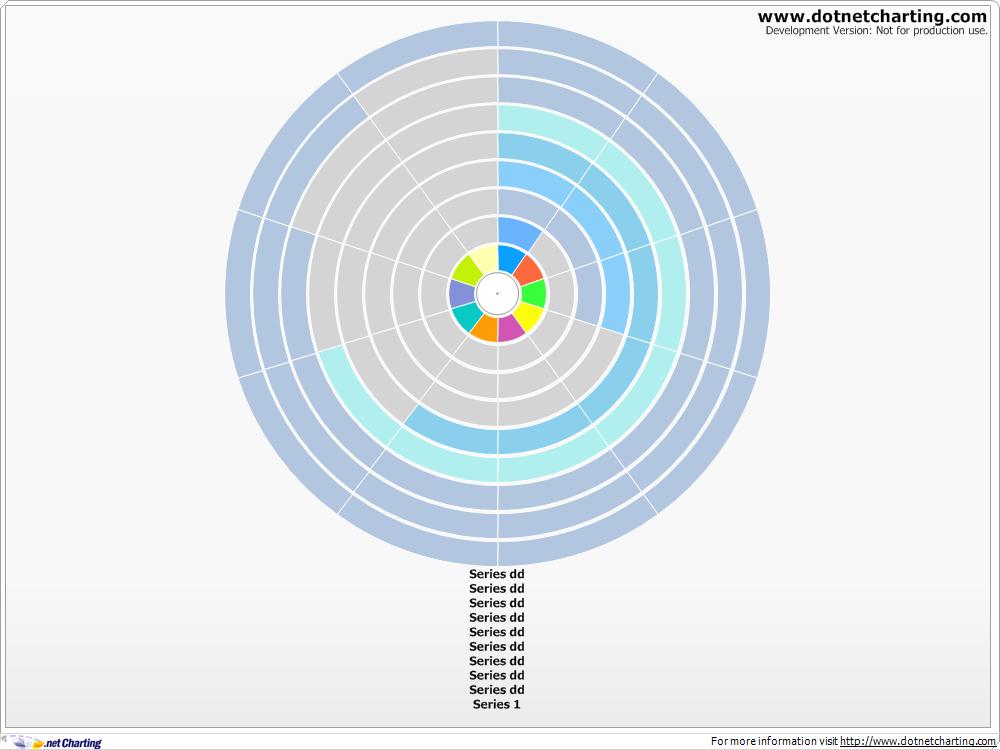 www.dotnetcharting.com
Development Version: Not for production use.
Series dd
Series dd
Series dd
Series dd
Series dd
Series dd
Series dd
Series dd
Series dd
Series 1
.net Charting
For more information visit http://www.dotnetcharting.com